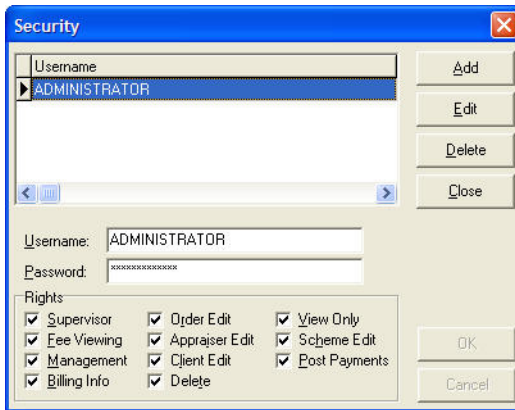 Security
Username
ADMINISTRATOR
Add
Edit
Delete
Close
Username: ADMINISTRATOR
Password: *************
Rights
Supervisor Order Edit View Only
Fee Viewing Appraiser Edit Scheme Edit
Management Client Edit Post Payments
Billing Info Delete
OK
Cancel